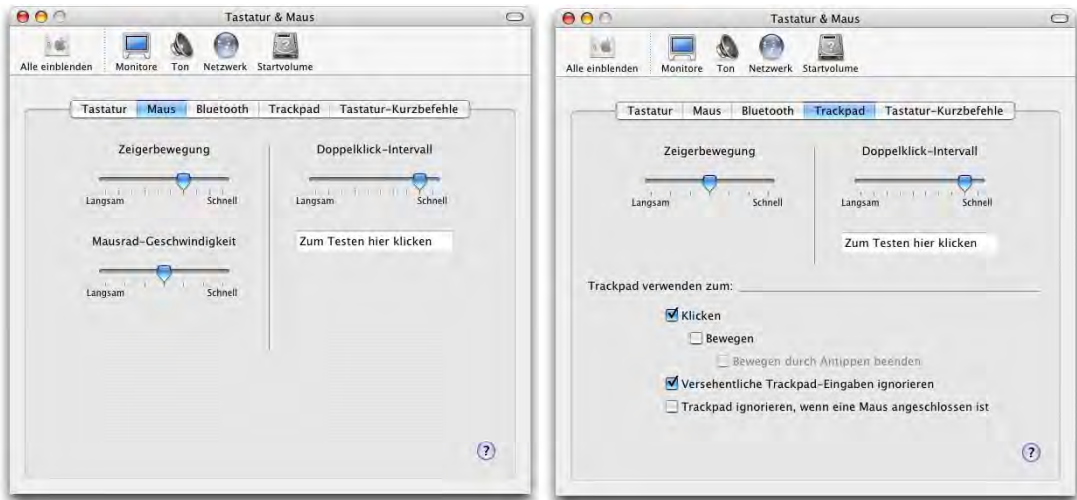 Tastatur & Maus
Alle einblenden Monitore Ton Netzwerk Startvolume
Tastatur Maus Bluetooth Trackpad Tastatur-Kurzbefehle
Zeigerbewegung Doppelklick-Intervall
Langsam Schnell Langsam Schnell
Mausrad-Geschwindigkeit Zum Testen hier klicken
Langsam Schnell
?
Tastatur & Maus
Alle einblenden Monitore Ton Netzwerk Startvolume
Tastatur Maus Bluetooth Trackpad Tastatur-Kurzbefehle
Zeigerbewegung Doppelklick-Intervall
Langsam Schnell Langsam Schnell
Zum Testen hier klicken
Trackpad verwenden zum:
Klicken
Bewegen
Bewegen durch Antippen beenden
Versehentliche Trackpad-Eingaben ignorieren
Trackpad ignorieren, wenn eine Maus angeschlossen ist
?